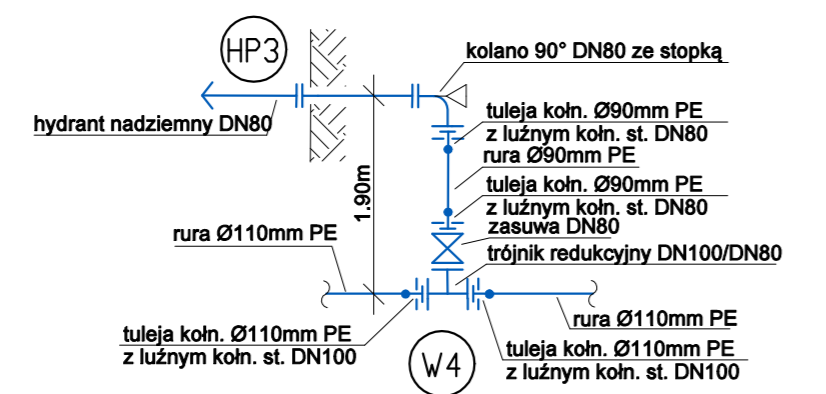 HP3
kolano 90° DN80 ze stopką
hydrant nadziemny DN80
tuleja kołn. Ø90mm PE
z luźnym kołn. st. DN80
rura Ø90mm PE
1.90m
tuleja kołn. Ø90mm PE
z luźnym kołn. st. DN80
zasuwa DN80
rura Ø110mm PE
trójnik redukcyjny DN100/DN80
rura Ø110mm PE
tuleja kołn. Ø110mm PE
z luźnym kołn. st. DN100
W4
tuleja kołn. Ø110mm PE
z luźnym kołn. st. DN100